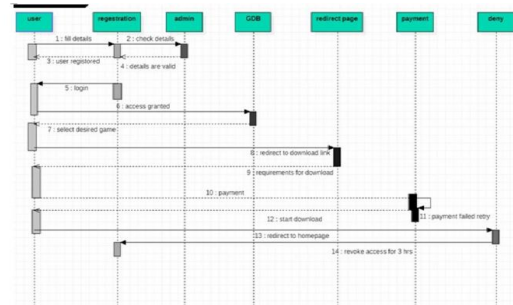 user regestration admin GDB redirect page payment deny
1 : fill details 2 : check details
3 : user registered 4 : details are valid
5 : login
6 : access granted
7 : select desired game
8 : redirect to download link
9 : requirements for download
10 : payment
11 : payment failed retry
12 : start download
13 : redirect to homepage
14 : revoke access for 3 hrs